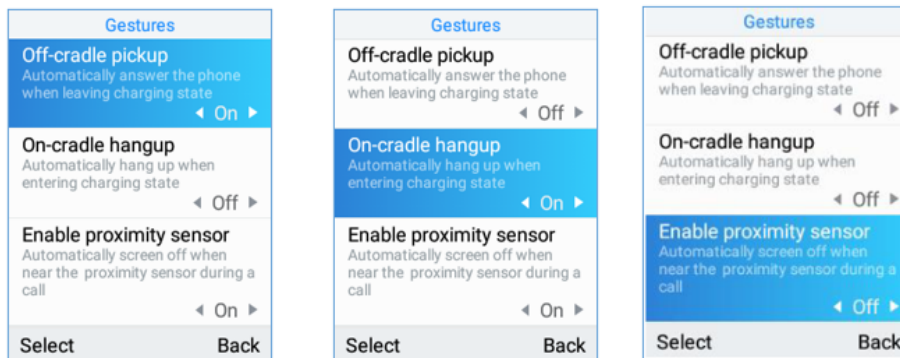 Gestures
Off-cradle pickup
Automatically answer the phone
when leaving charging state
On
On-cradle hangup
Automatically hang up when
entering charging state
Off
Enable proximity sensor
Automatically screen off when
near the proximity sensor during a
call
On
Select Back
Gestures
Off-cradle pickup
Automatically answer the phone
when leaving charging state
Off
On-cradle hangup
Automatically hang up when
entering charging state
On
Enable proximity sensor
Automatically screen off when
near the proximity sensor during a
call
On
Select Back
Gestures
Off-cradle pickup
Automatically answer the phone
when leaving charging state
Off
On-cradle hangup
Automatically hang up when
entering charging state
Off
Enable proximity sensor
Automatically screen off when
near the proximity sensor during a
call
Off
Select Back